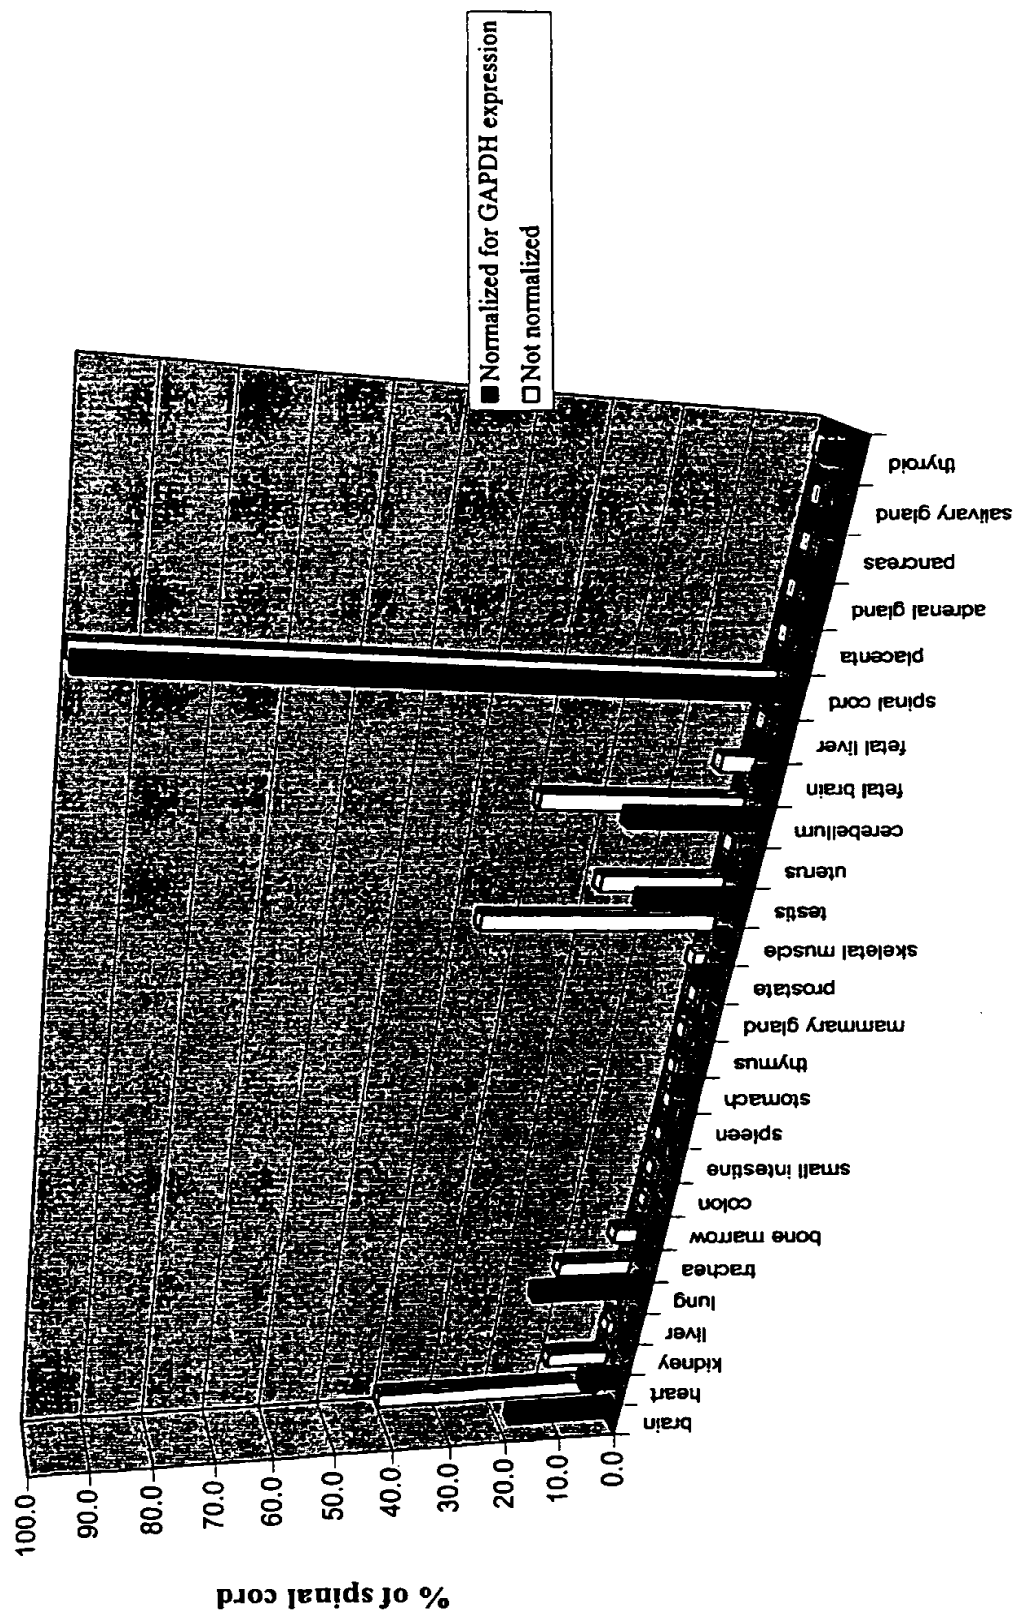 % of spinal cord
100.0
90.0
80.0
70.0
60.0
50.0
40.0
30.0
20.0
10.0
0.0
brain
heart
kidney
liver
lung
trachea
bone marrow
colon
small intestine
spleen
stomach
thymus
mammary gland
prostate
skeletal muscle
testis
uterus
cerebellum
fetal brain
fetal liver
spinal cord
placenta
adrenal gland
pancreas
salivary gland
thyroid
Normalized for GAPDH expression
Not normalized